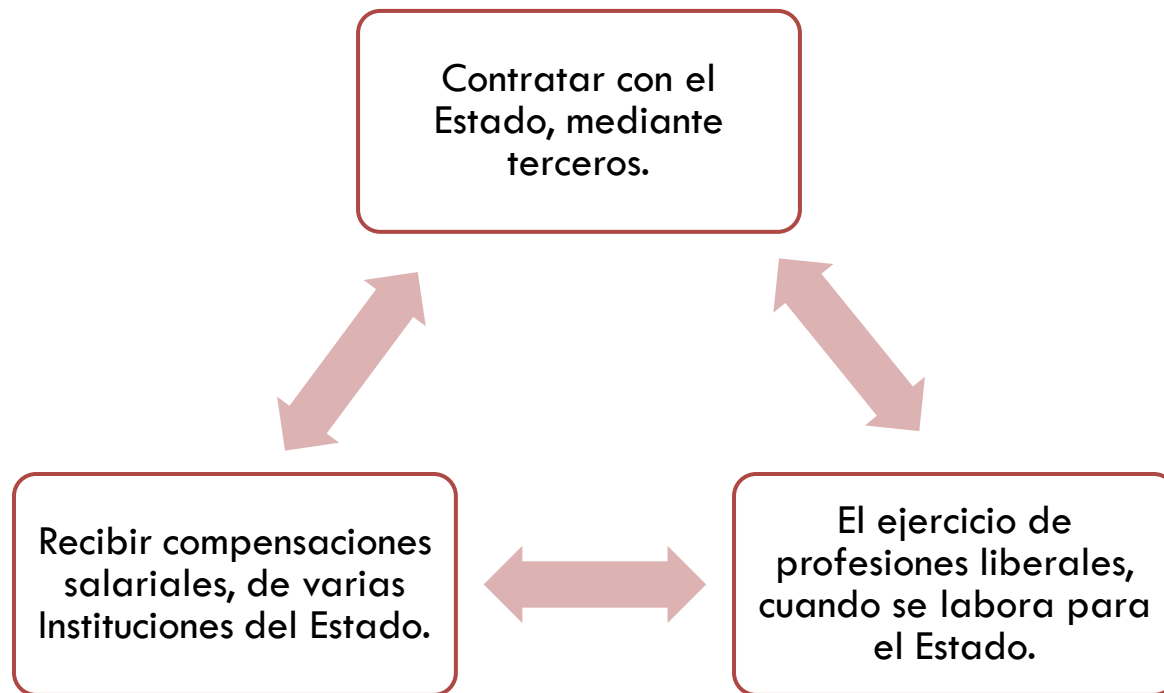 Contratar con el
Estado, mediante
terceros.
Recibir compensaciones
salariales, de varias
Instituciones del Estado.
El ejercicio de
profesiones liberales,
cuando se labora para
el Estado.